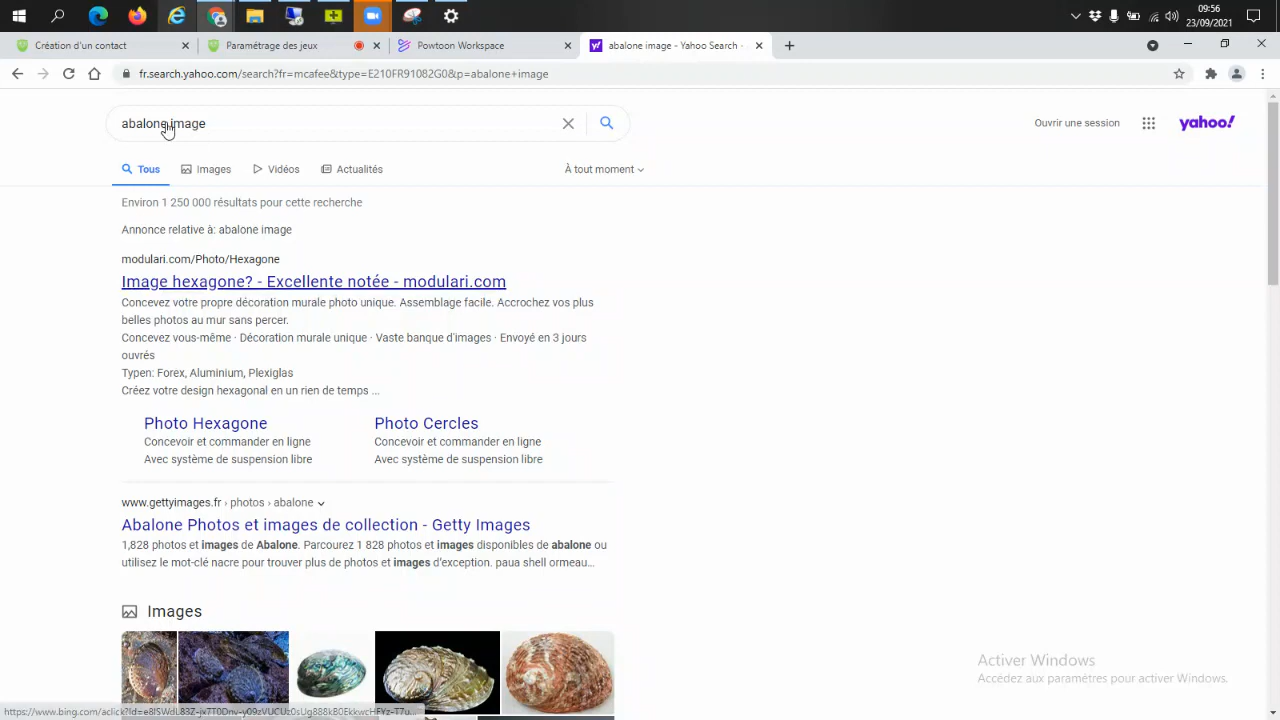 09:56
23/09/2021
Création d'un contact
Paramétrage des jeux
Powtoon Workspace
abalone image - Yahoo Search -
fr.search.yahoo.com/search?fr=mcafee&type=E210FR91082G0&p=abalone+image
abalone image
Ouvrir une session
yahoo!
Tous
Images
Vidéos
Actualités
À tout moment
Environ 1 250 000 résultats pour cette recherche
Annonce relative à: abalone image
modulari.com/Photo/Hexagone
Image hexagone? - Excellente notée - modulari.com
Concevez votre propre décoration murale photo unique. Assemblage facile. Accrochez vos plus
belles photos au mur sans percer.
Concevez vous-même · Décoration murale unique · Vaste banque d'images · Envoyé en 3 jours
ouvrés
Typen: Forex, Aluminium, Plexiglas
Créez votre design hexagonal en un rien de temps ...
Photo Hexagone
Photo Cercles
Concevoir et commander en ligne
Concevoir et commander en ligne
Avec système de suspension libre
Avec système de suspension libre
www.gettyimages.fr › photos › abalone
Abalone Photos et images de collection - Getty Images
1,828 photos et images de Abalone. Parcourez 1 828 photos et images disponibles de abalone ou
utilisez le mot-clé nacre pour trouver plus de photos et images d'exception. paua shell ormeau...
Images
Activer Windows
Accédez aux paramètres pour activer Windows.